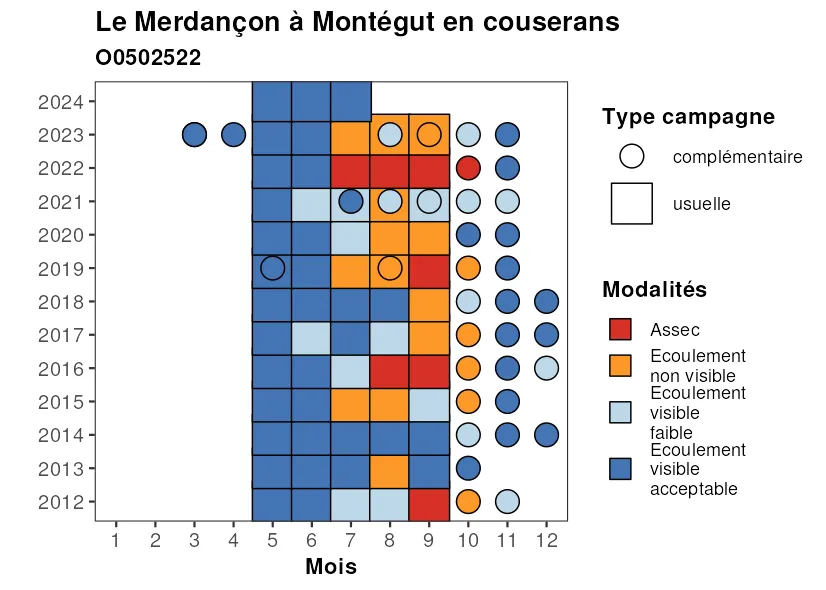 Le Merdançon à Montégut en couserans
O0502522
2024
2023
2022
2021
2020
2019
2018
2017
2016
2015
2014
2013
2012
1 2 3 4 5 6 7 8 9 10 11 12
Mois
Type campagne
complémentaire
usuelle
Modalités
Assec
Ecoulement
non visible
Ecoulement
visible
faible
Ecoulement
visible
acceptable